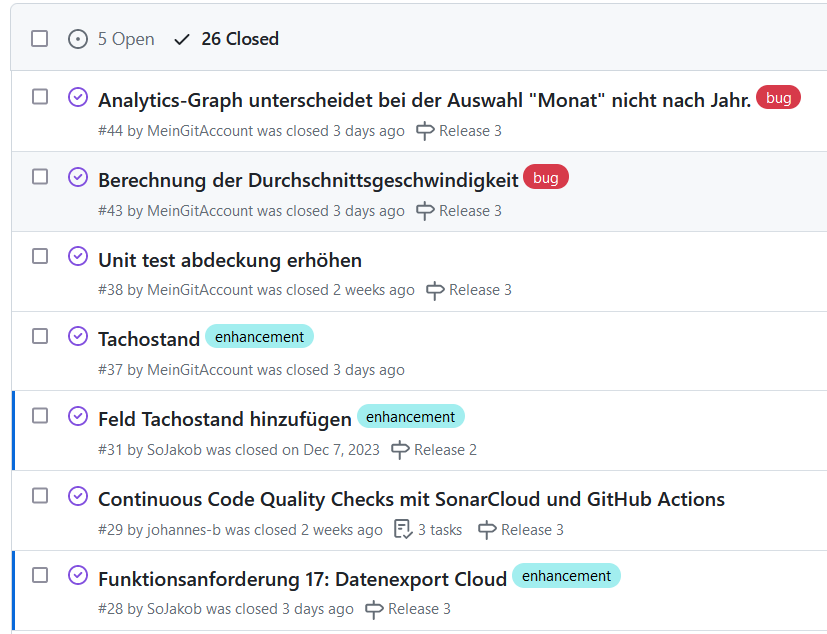 5 Open 26 Closed
Analytics-Graph unterscheidet bei der Auswahl "Monat" nicht nach Jahr. bug
#44 by MeinGitAccount was closed 3 days ago Release 3
Berechnung der Durchschnittsgeschwindigkeit bug
#43 by MeinGitAccount was closed 3 days ago Release 3
Unit test abdeckung erhöhen
#38 by MeinGitAccount was closed 2 weeks ago Release 3
Tachostand enhancement
#37 by MeinGitAccount was closed 3 days ago
Feld Tachostand hinzufügen enhancement
#31 by SoJakob was closed on Dec 7, 2023 Release 2
Continuous Code Quality Checks mit SonarCloud und GitHub Actions
#29 by johannes-b was closed 2 weeks ago 3 tasks Release 3
Funktionsanforderung 17: Datenexport Cloud enhancement
#28 by SoJakob was closed 3 days ago Release 3